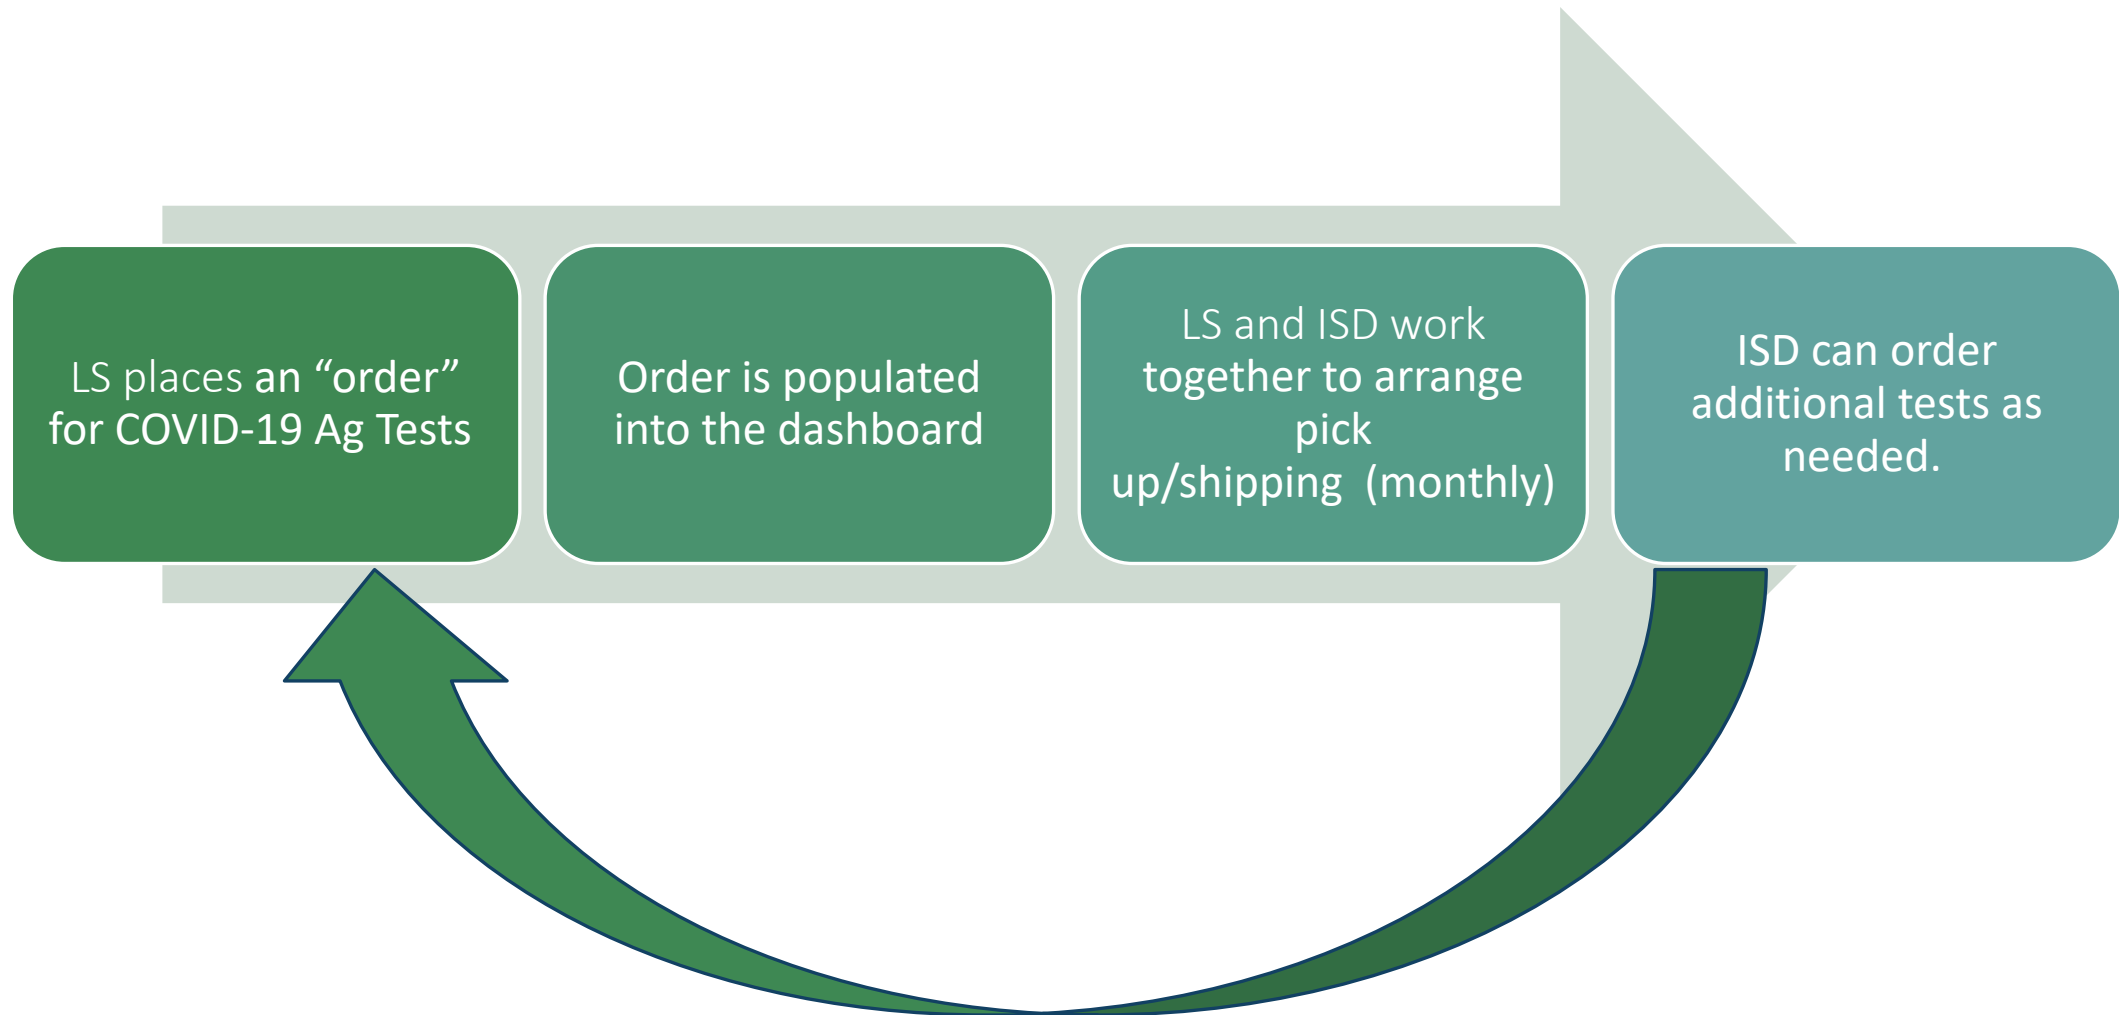 LS places an “order”
for COVID-19 Ag Tests
Order is populated
into the dashboard
LS and ISD work
together to arrange
pick
up/shipping  (monthly)
ISD can order
additional tests as
needed.